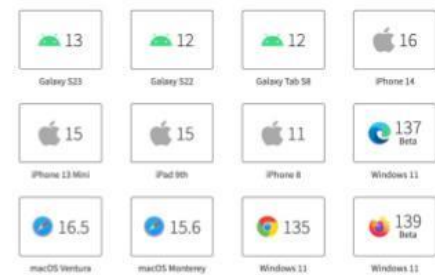 13
12
12
16
Galaxy S23
Galaxy S22
Galaxy Tab S8
iPhone 14
15
15
11
137
Beta
iPhone 13 Mini
iPad 9th
iPhone 8
Windows 11
16.5
15.6
135
139
Beta
macOS Ventura
macOS Monterey
Windows 11
Windows 11